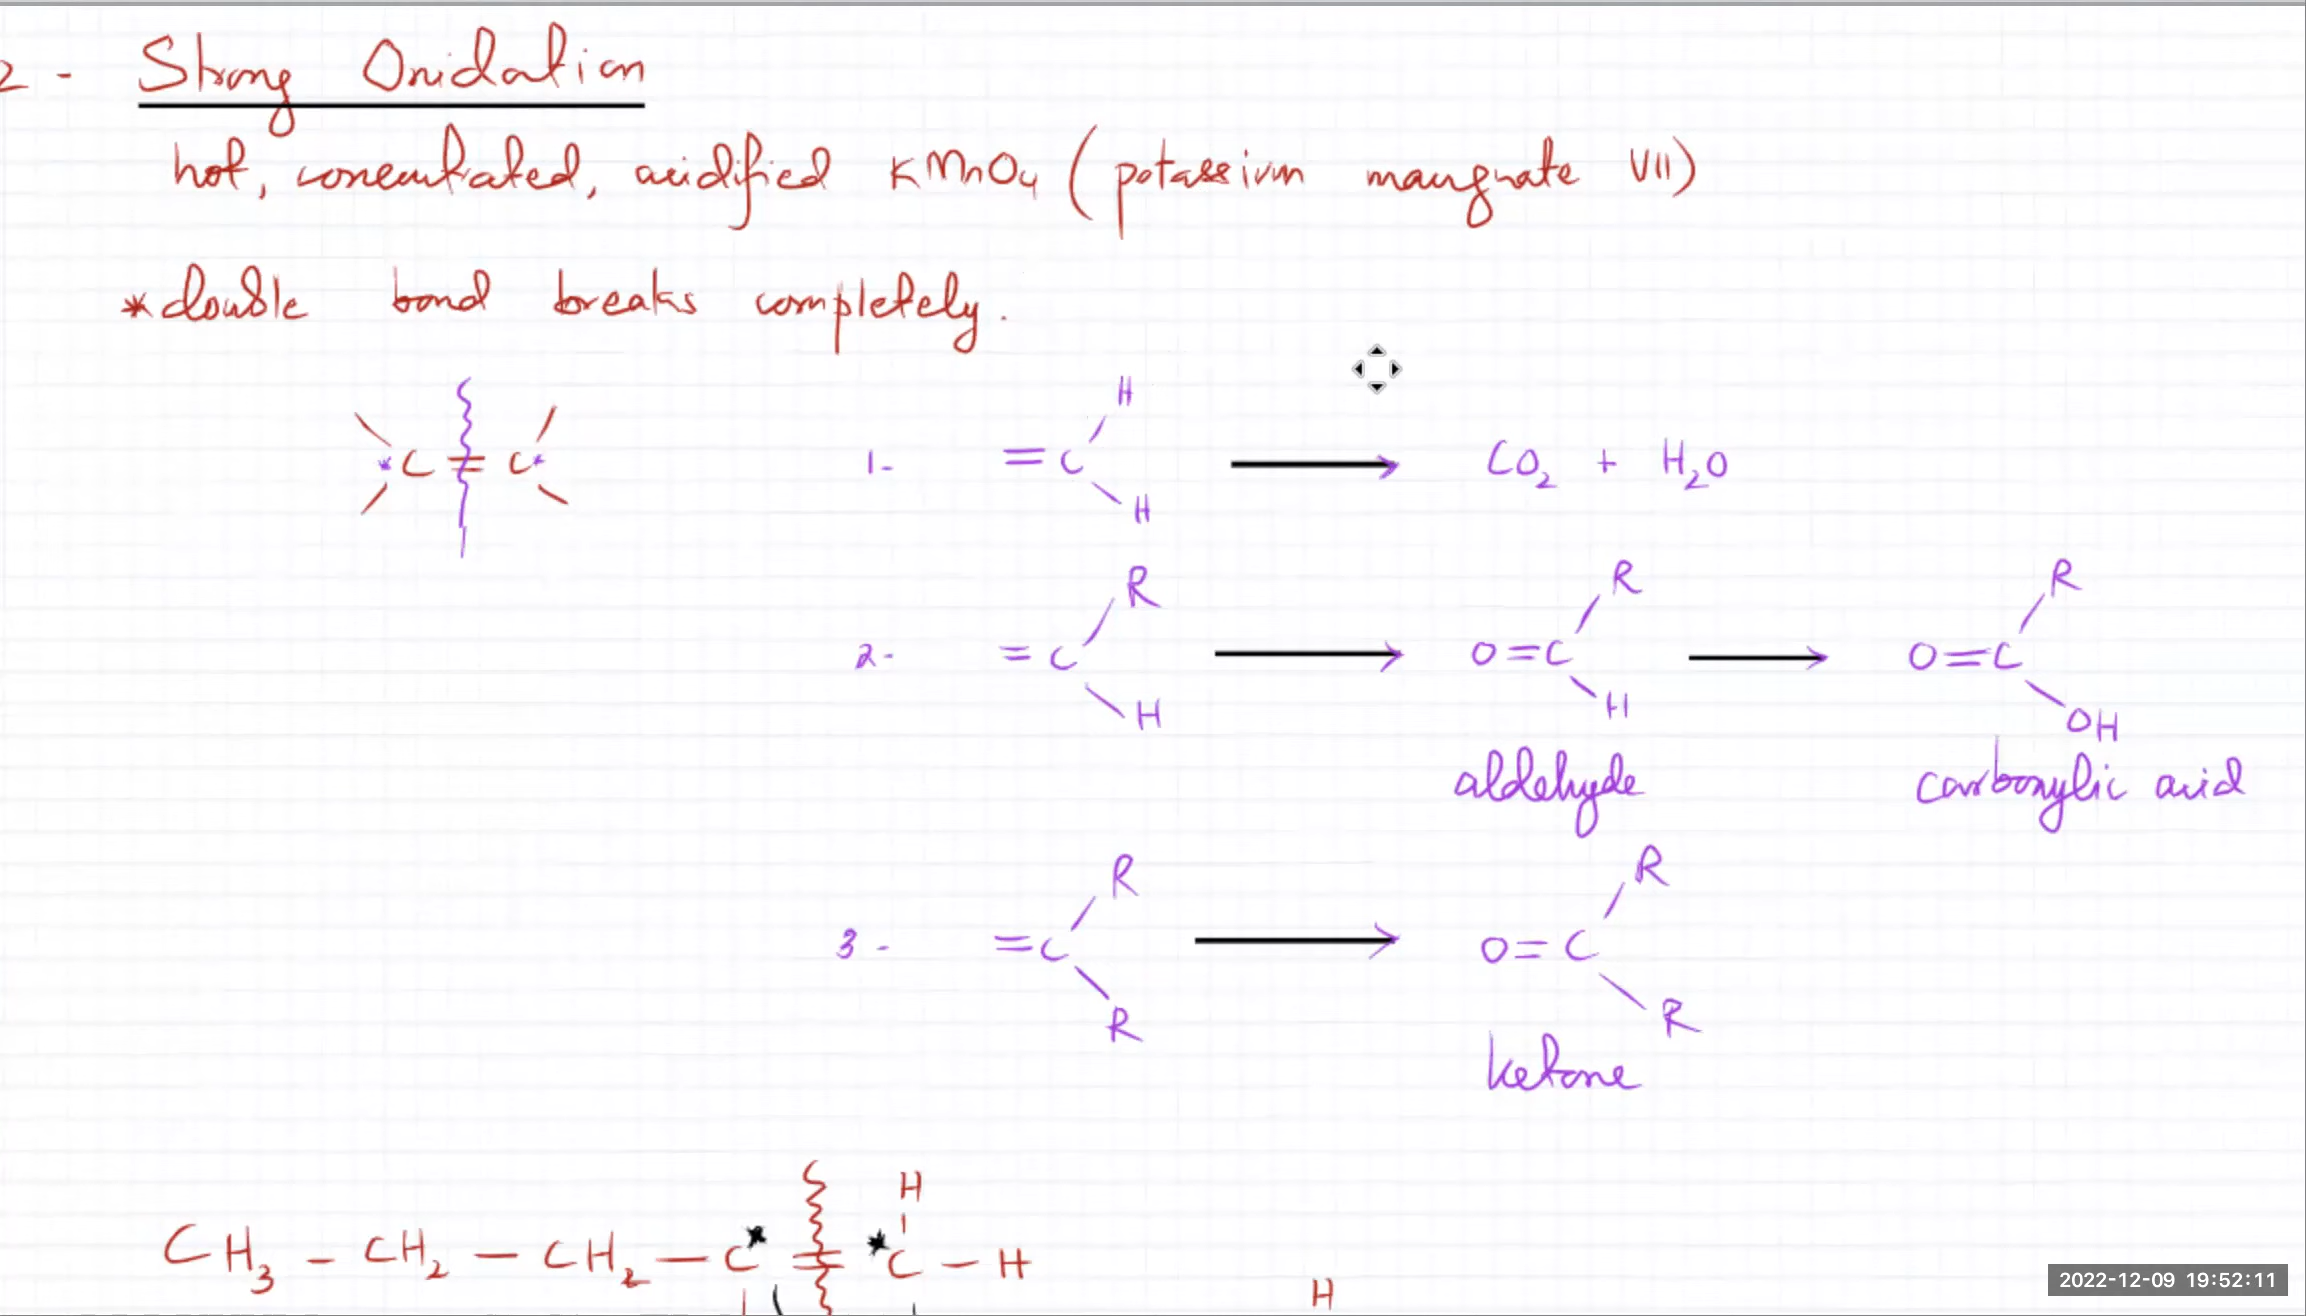 2 - Strong Oxidation
hot, concentrated, acidified KMnO₄ (potassium mangnate VII)
* double bond breaks completely.
C = C
1- =C H H → CO₂ + H₂O
2- =C R H → O=C R H → O=C R OH
aldehyde carboxylic acid
3- =C R R → O=C R R
ketone
H
CH₃ – CH₂ – CH₂ – C* = *C – H
H
2022-12-09 19:52:11